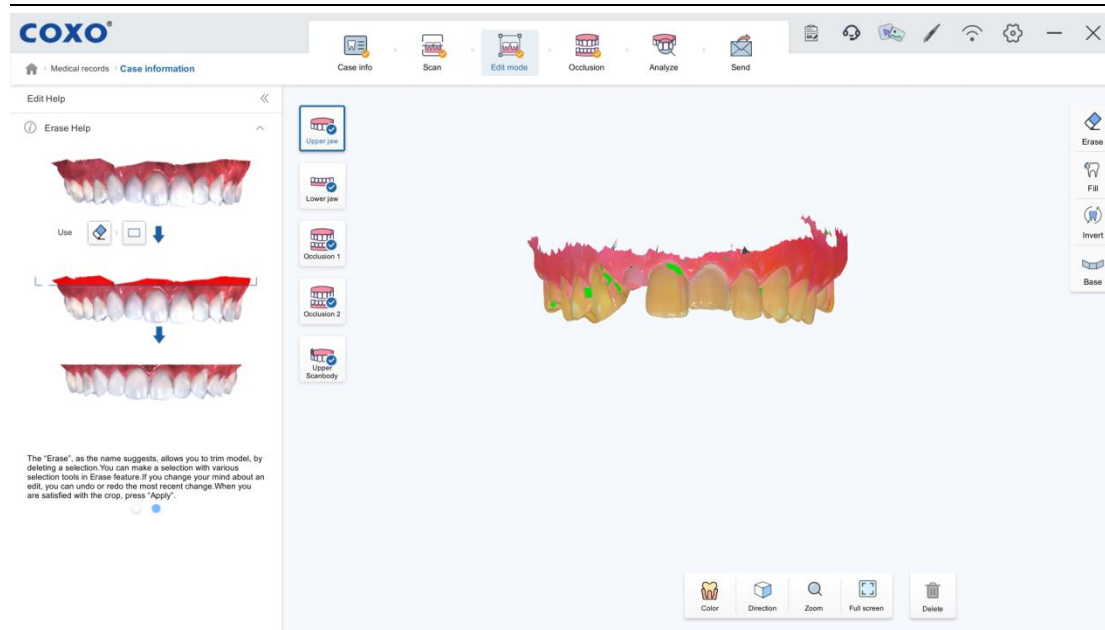 COXO®
Case info
Scan
Edit mode
Occlusion
Analyze
Send
Medical records
Case information
Edit Help
Erase Help
Use
The "Erase", as the name suggests, allows you to trim model, by
deleting a selection.You can make a selection with various
selection tools in Erase feature.If you change your mind about an
edit, you can undo or redo the most recent change.When you
are satisfied with the crop, press "Apply".
Upper jaw
Lower jaw
Occlusion 1
Occlusion 2
Upper
Scanbody
Erase
Fill
Invert
Base
Color
Direction
Zoom
Full screen
Delete